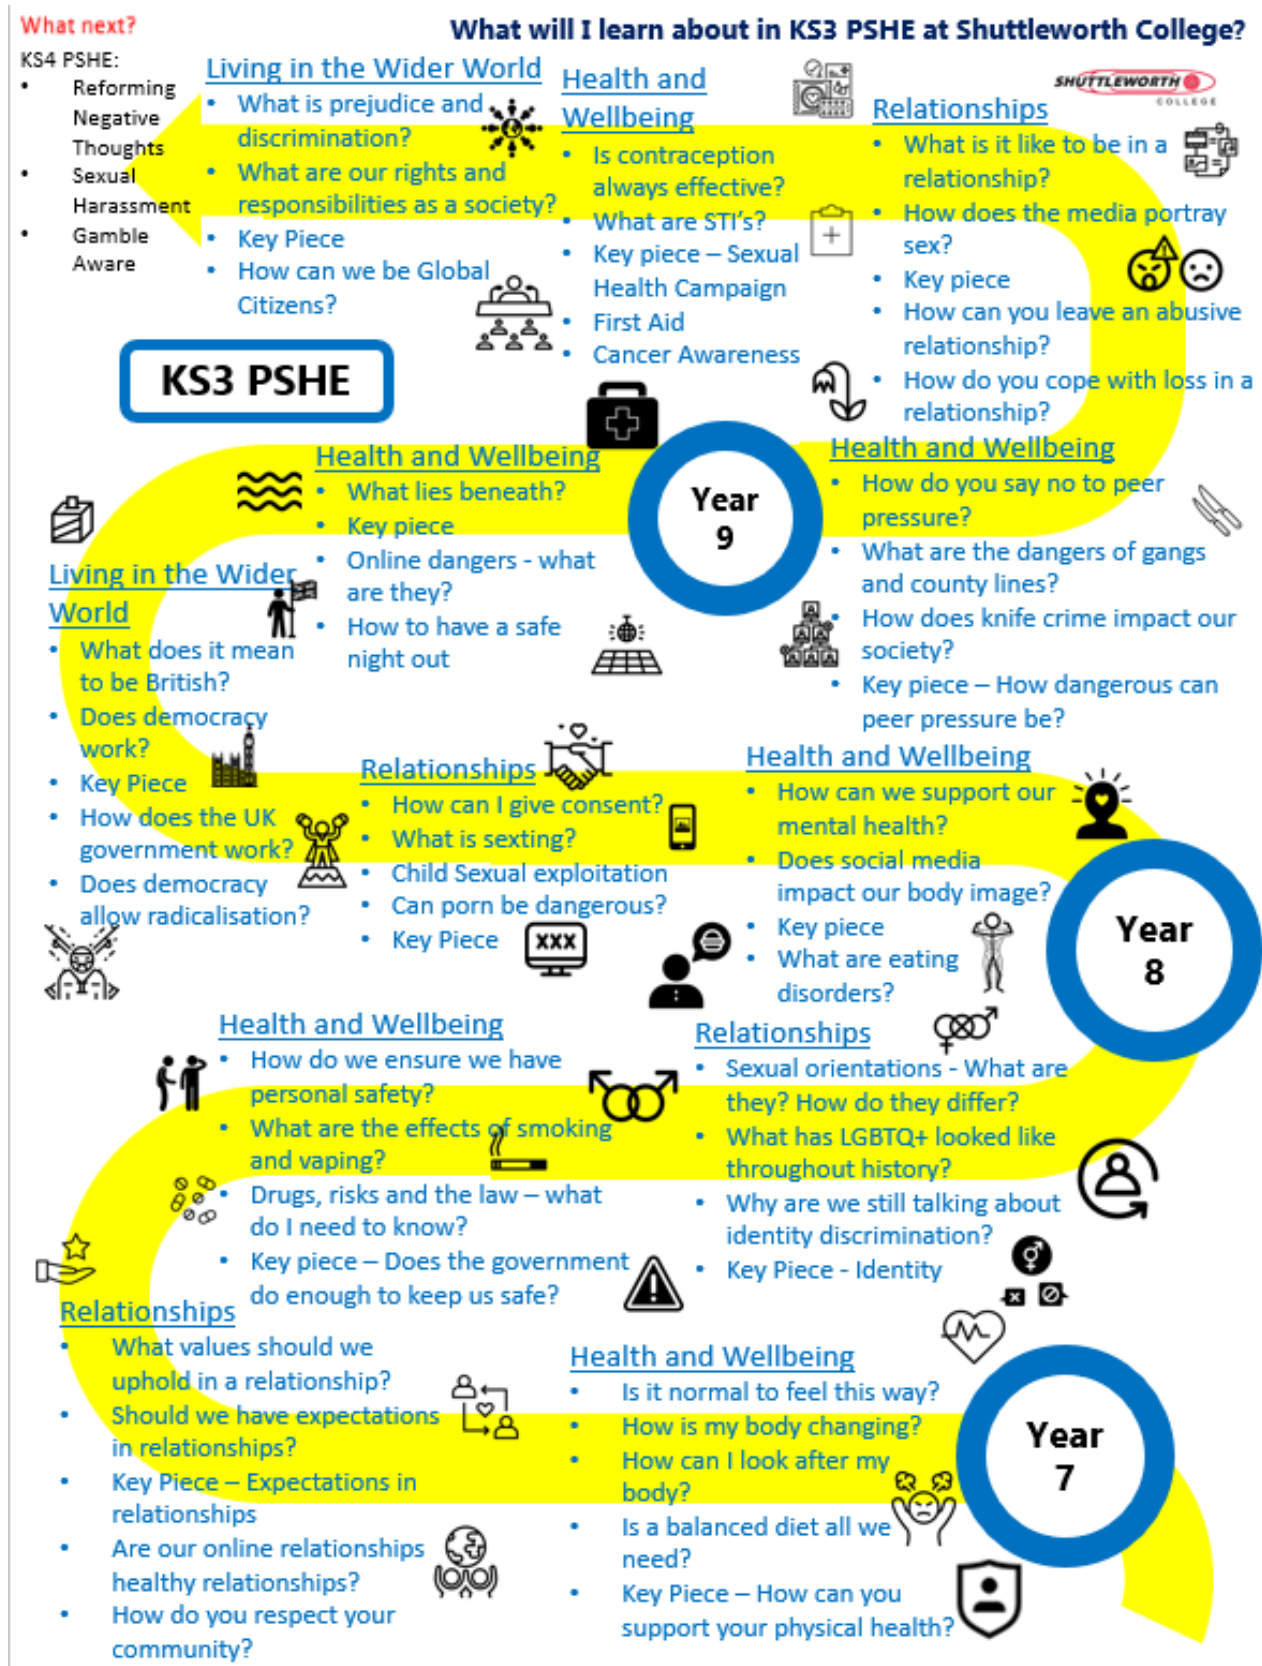 What next?
What will I learn about in KS3 PSHE at Shuttleworth College?
KS4 PSHE:
• Reforming
Negative
Thoughts
• Sexual
Harassment
• Gamble
Aware
Living in the Wider World
• What is prejudice and
discrimination?
• What are our rights and
responsibilities as a society?
• Key Piece
• How can we be Global
Citizens?
Health and
Wellbeing
• Is contraception
always effective?
• What are STI's?
• Key piece – Sexual
Health Campaign
• First Aid
• Cancer Awareness
SHUTTLEWORTH
COLLEGE
Relationships
• What is it like to be in a
relationship?
• How does the media portray
sex?
• Key piece
• How can you leave an abusive
relationship?
• How do you cope with loss in a
relationship?
KS3 PSHE
Health and Wellbeing
• What lies beneath?
• Key piece
• Online dangers - what
are they?
• How to have a safe
night out
Year
9
Health and Wellbeing
• How do you say no to peer
pressure?
• What are the dangers of gangs
and county lines?
• How does knife crime impact our
society?
• Key piece – How dangerous can
peer pressure be?
Living in the Wider
World
• What does it mean
to be British?
• Does democracy
work?
• Key Piece
• How does the UK
government work?
• Does democracy
allow radicalisation?
Relationships
• How can I give consent?
• What is sexting?
• Child Sexual exploitation
• Can porn be dangerous?
• Key Piece
XXX
Health and Wellbeing
• How can we support our
mental health?
• Does social media
impact our body image?
• Key piece
• What are eating
disorders?
Year
8
Health and Wellbeing
• How do we ensure we have
personal safety?
• What are the effects of smoking
and vaping?
• Drugs, risks and the law – what
do I need to know?
• Key piece – Does the government
do enough to keep us safe?
Relationships
• Sexual orientations - What are
they? How do they differ?
• What has LGBTQ+ looked like
throughout history?
• Why are we still talking about
identity discrimination?
• Key Piece - Identity
Relationships
• What values should we
uphold in a relationship?
• Should we have expectations
in relationships?
• Key Piece – Expectations in
relationships
• Are our online relationships
healthy relationships?
• How do you respect your
community?
Health and Wellbeing
• Is it normal to feel this way?
• How is my body changing?
• How can I look after my
body?
• Is a balanced diet all we
need?
• Key Piece – How can you
support your physical health?
Year
7